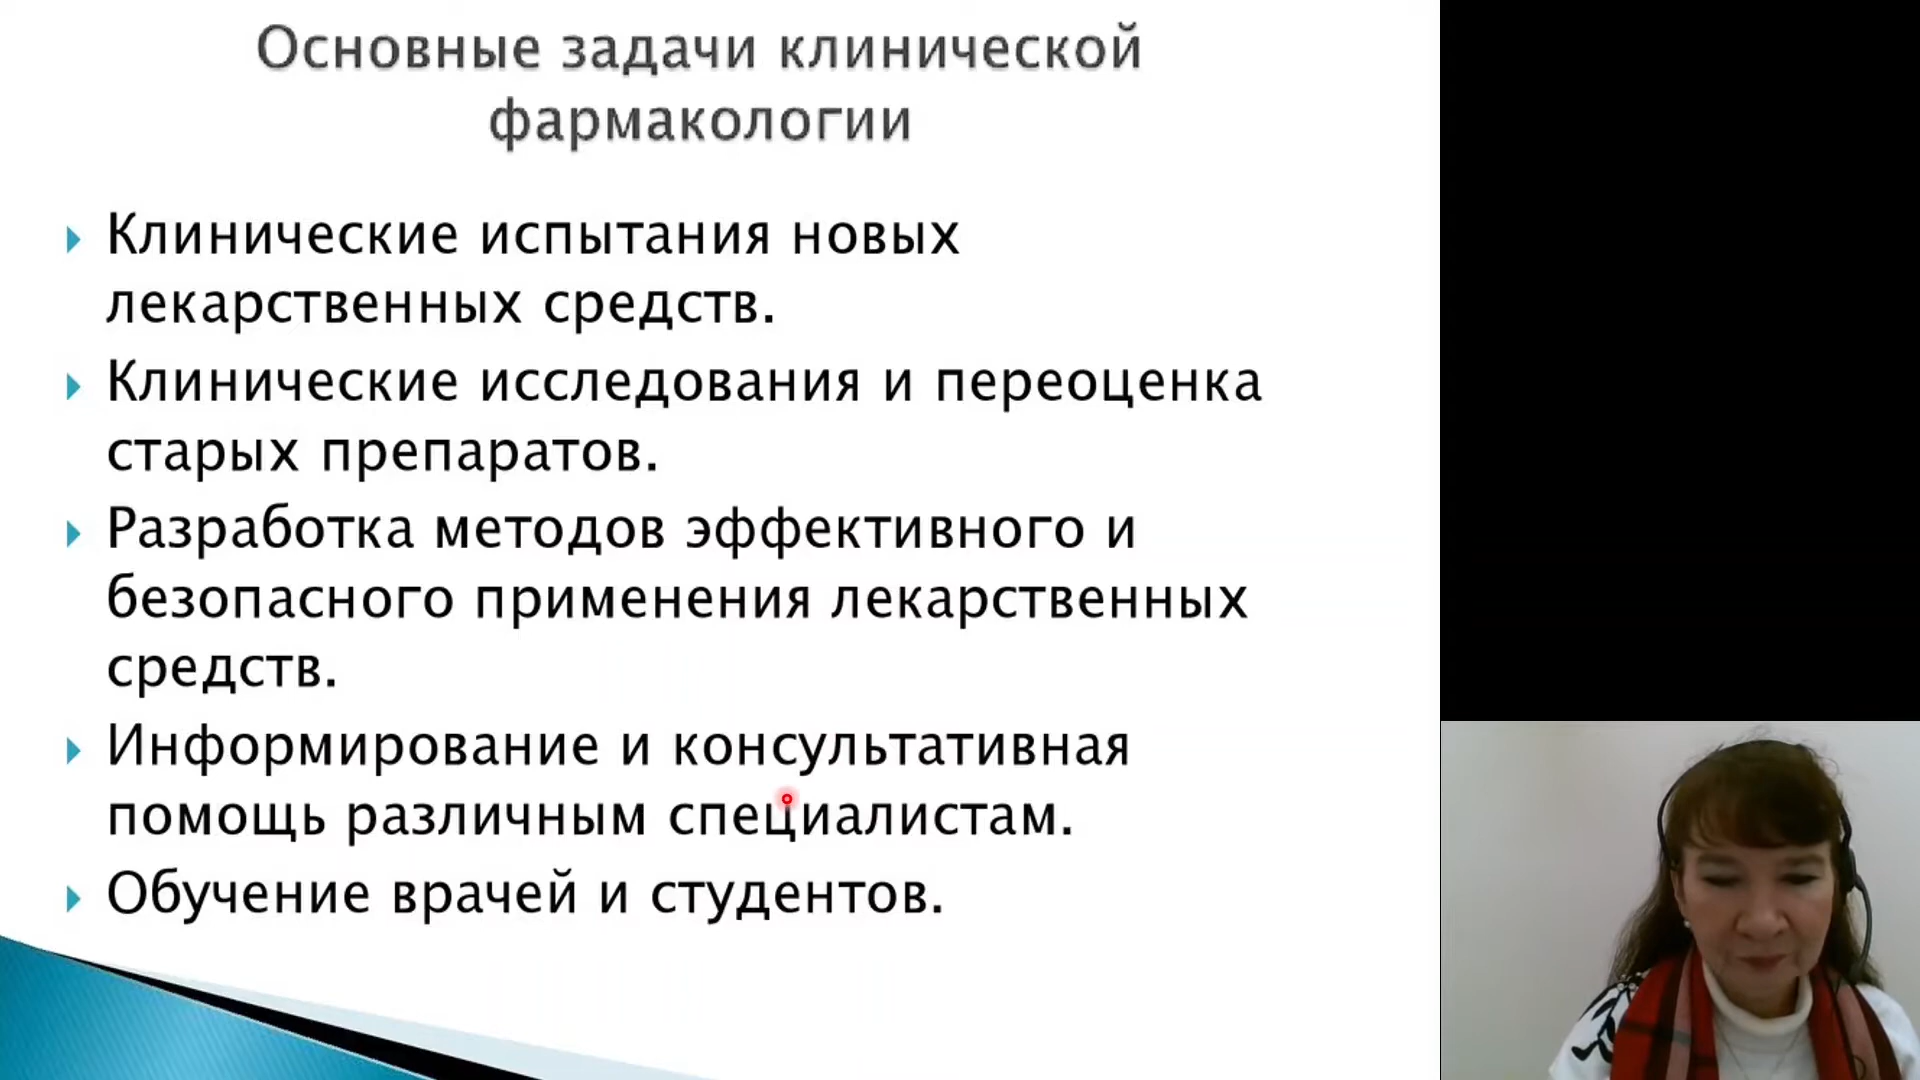 Основные задачи клинической
фармакологии
Клинические испытания новых
лекарственных средств.
Клинические исследования и переоценка
старых препаратов.
Разработка методов эффективного и
безопасного применения лекарственных
средств.
Информирование и консультативная
помощь различным специалистам.
Обучение врачей и студентов.